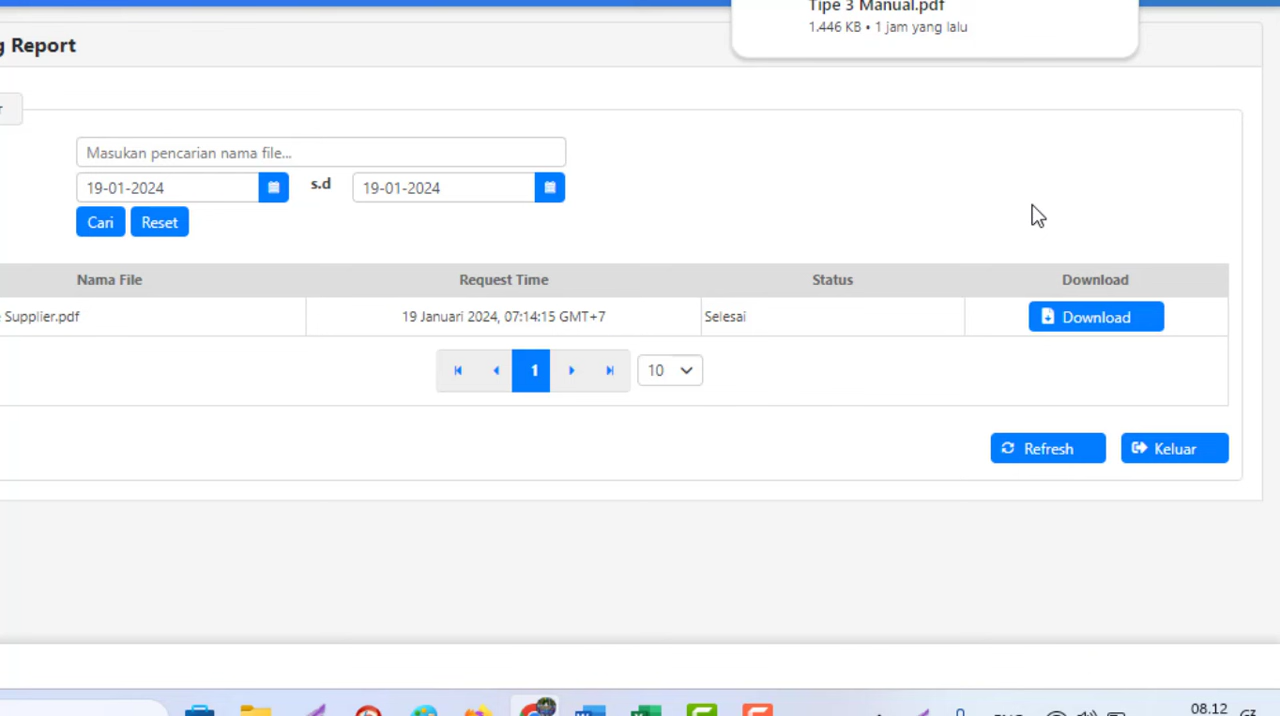 Tipe 3 Manual.pdf
1.446 KB • 1 jam yang lalu
g Report
r
Masukan pencarian nama file...
19-01-2024 s.d 19-01-2024
Cari Reset
Nama File Request Time Status Download
Supplier.pdf 19 Januari 2024, 07:14:15 GMT+7 Selesai Download
1 10
Refresh Keluar
08.12